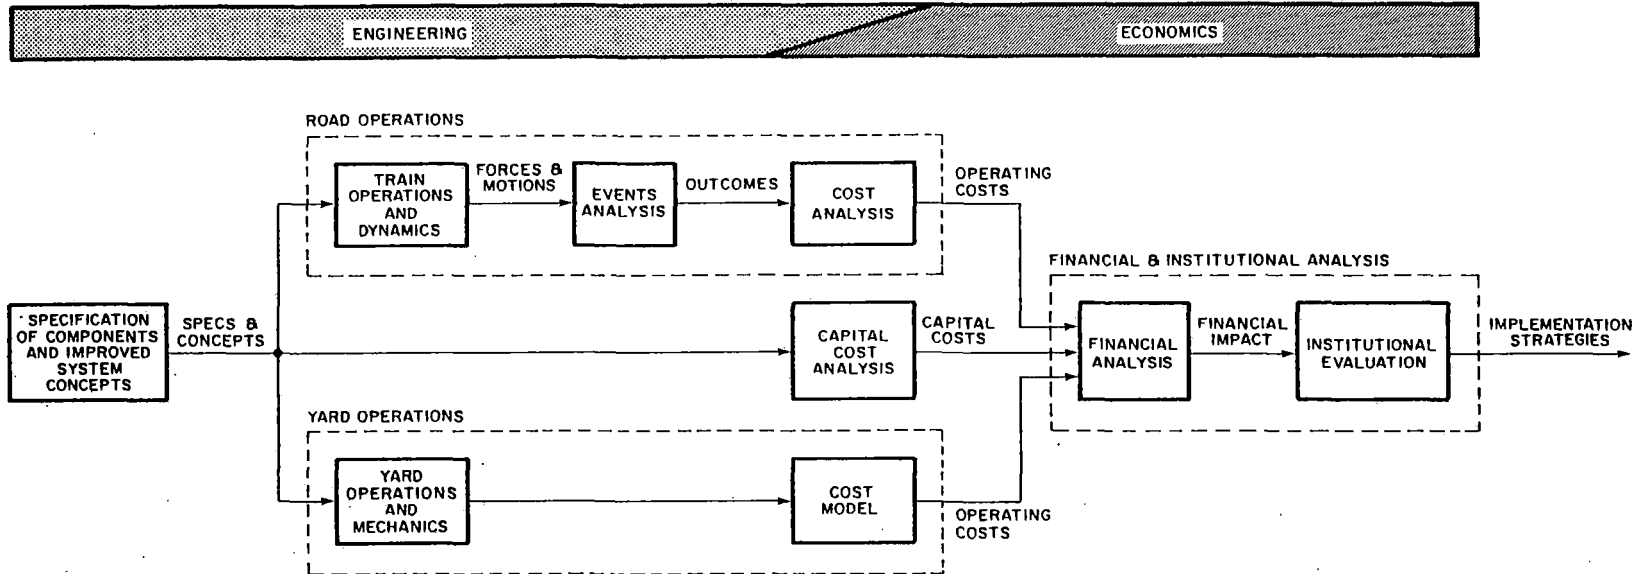 ENGINEERING
ECONOMICS
ROAD OPERATIONS
TRAIN
OPERATIONS
AND
DYNAMICS
FORCES &
MOTIONS
EVENTS
ANALYSIS
OUTCOMES
COST
ANALYSIS
OPERATING
COSTS
SPECIFICATION
OF COMPONENTS
AND IMPROVED
SYSTEM
CONCEPTS
SPECS &
CONCEPTS
CAPITAL
COST
ANALYSIS
CAPITAL
COSTS
FINANCIAL & INSTITUTIONAL ANALYSIS
FINANCIAL
ANALYSIS
FINANCIAL
IMPACT
INSTITUTIONAL
EVALUATION
IMPLEMENTATION
STRATEGIES
YARD OPERATIONS
YARD
OPERATIONS
AND
MECHANICS
COST
MODEL
OPERATING
COSTS